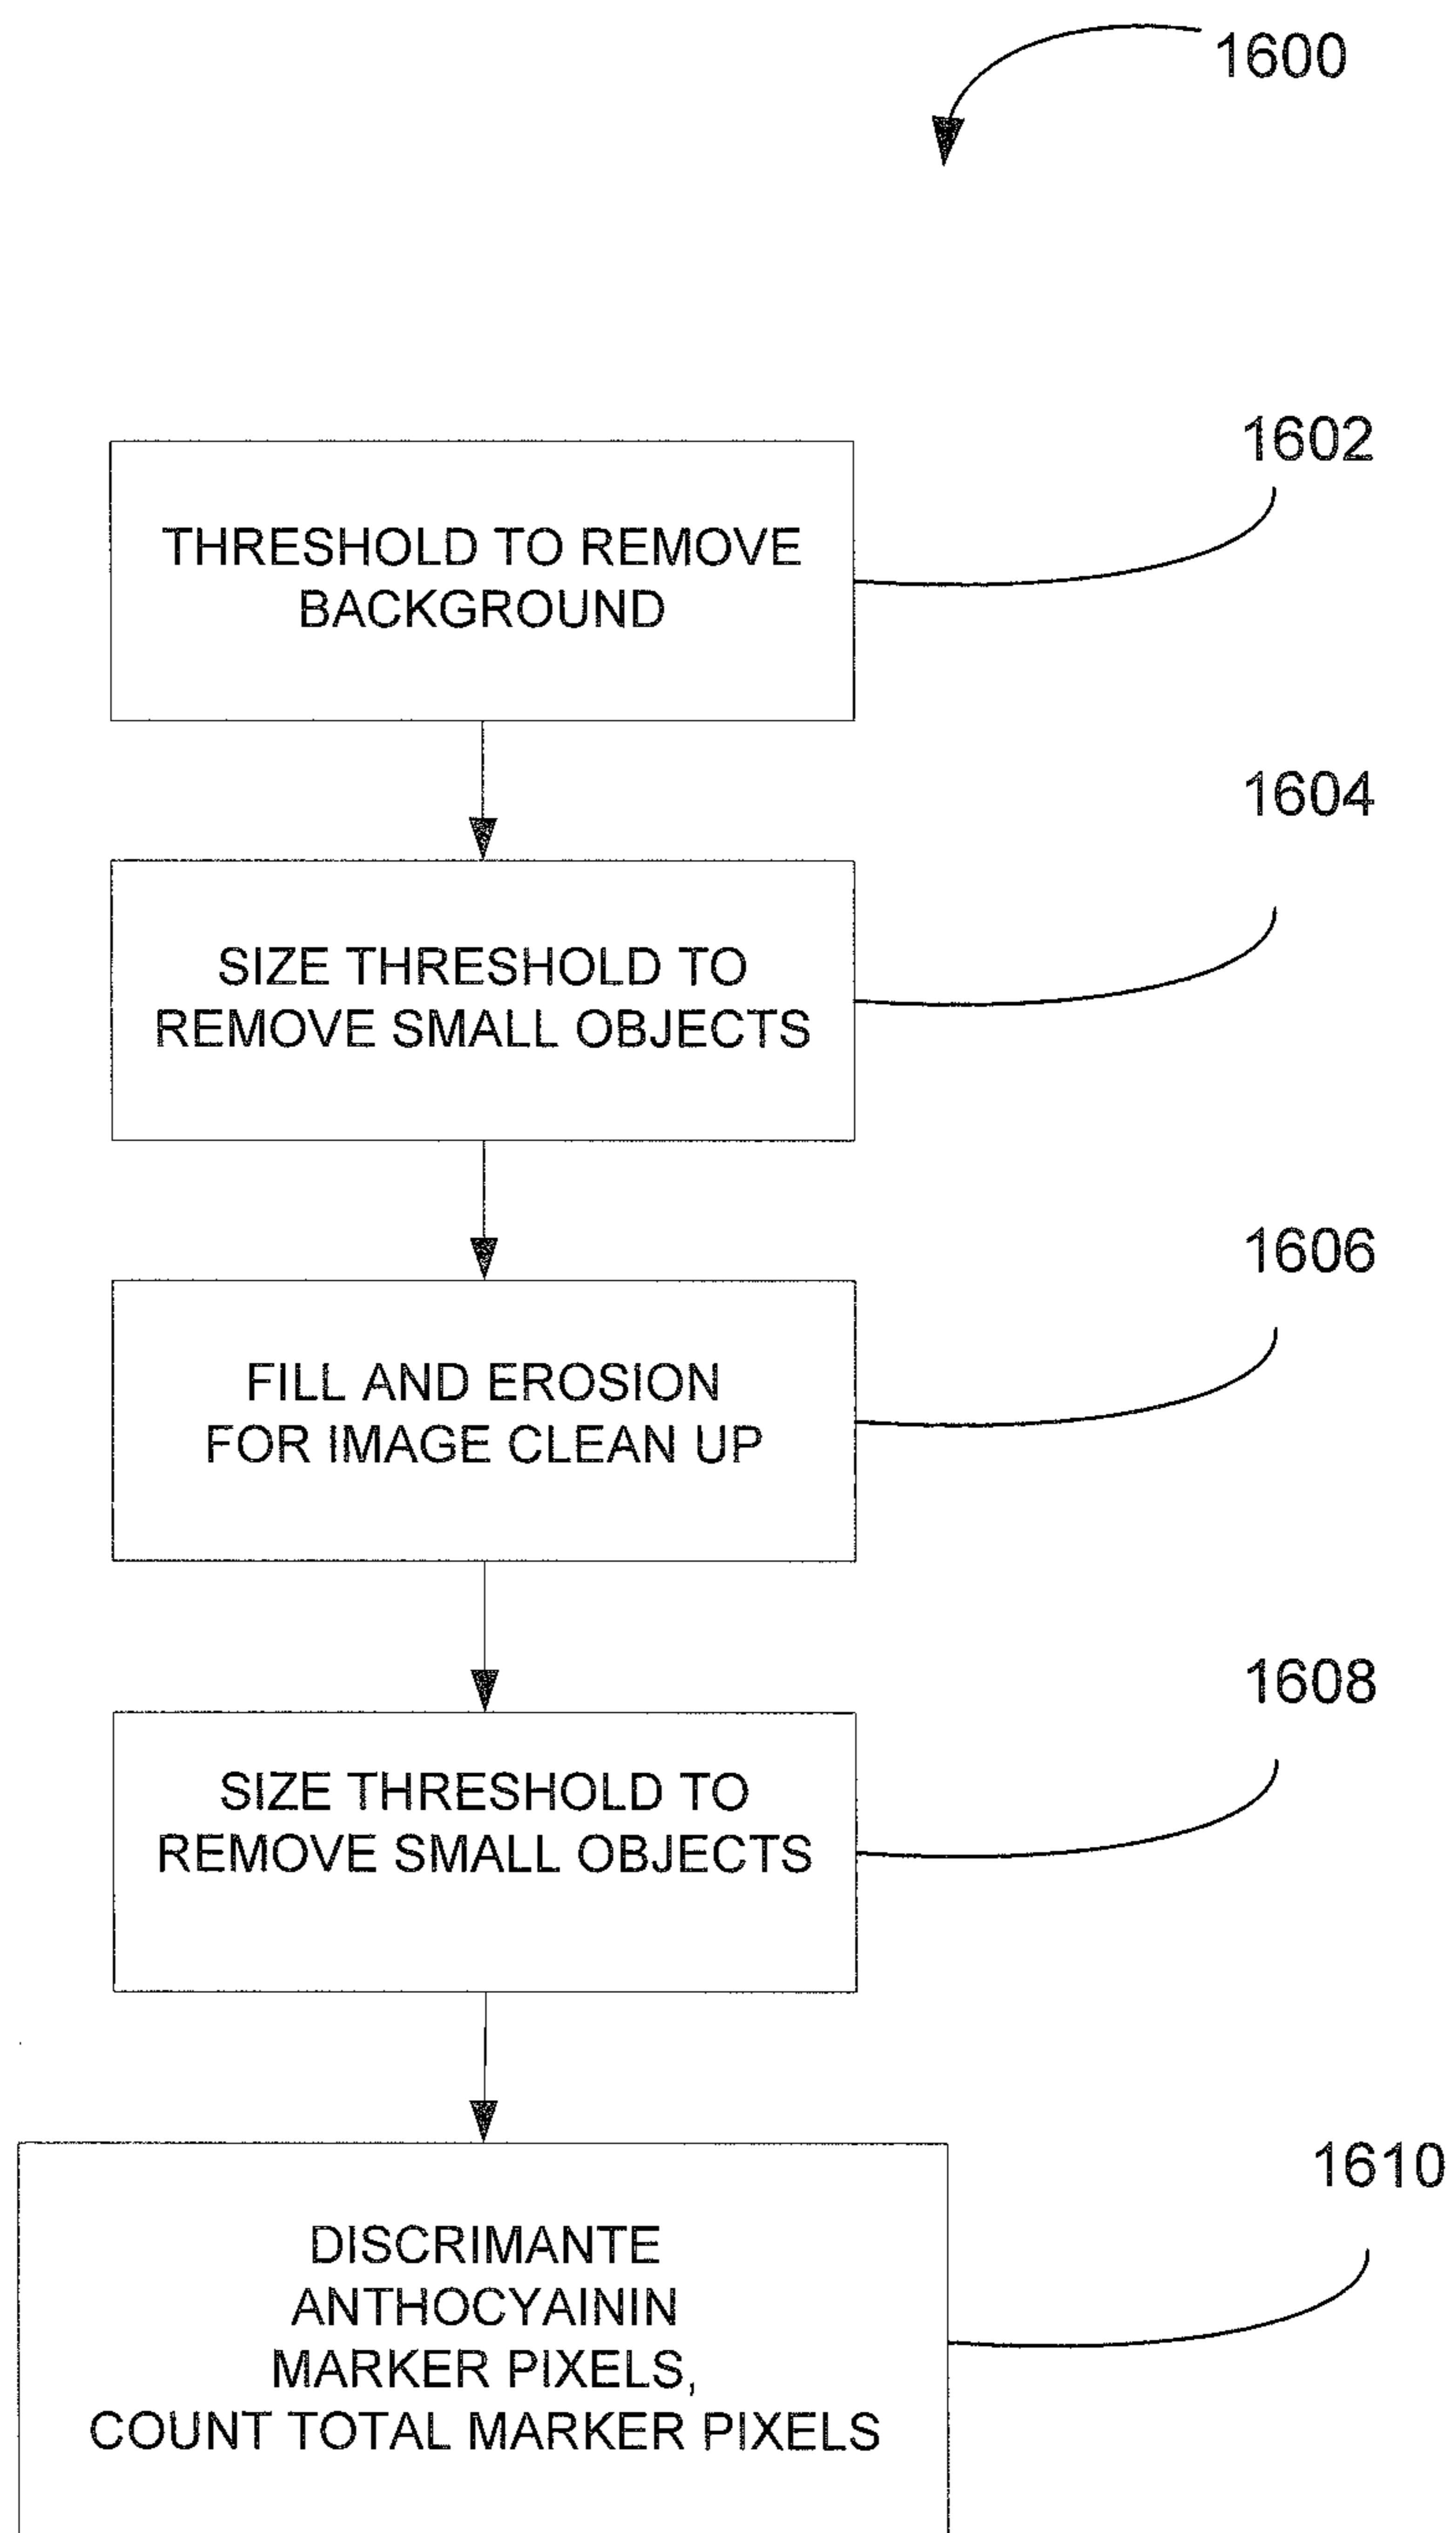 1600
1602
THRESHOLD TO REMOVE
BACKGROUND
1604
SIZE THRESHOLD TO
REMOVE SMALL OBJECTS
1606
FILL AND EROSION
FOR IMAGE CLEAN UP
1608
SIZE THRESHOLD TO
REMOVE SMALL OBJECTS
1610
DISCRIMANTE
ANTHOCYAININ
MARKER PIXELS,
COUNT TOTAL MARKER PIXELS